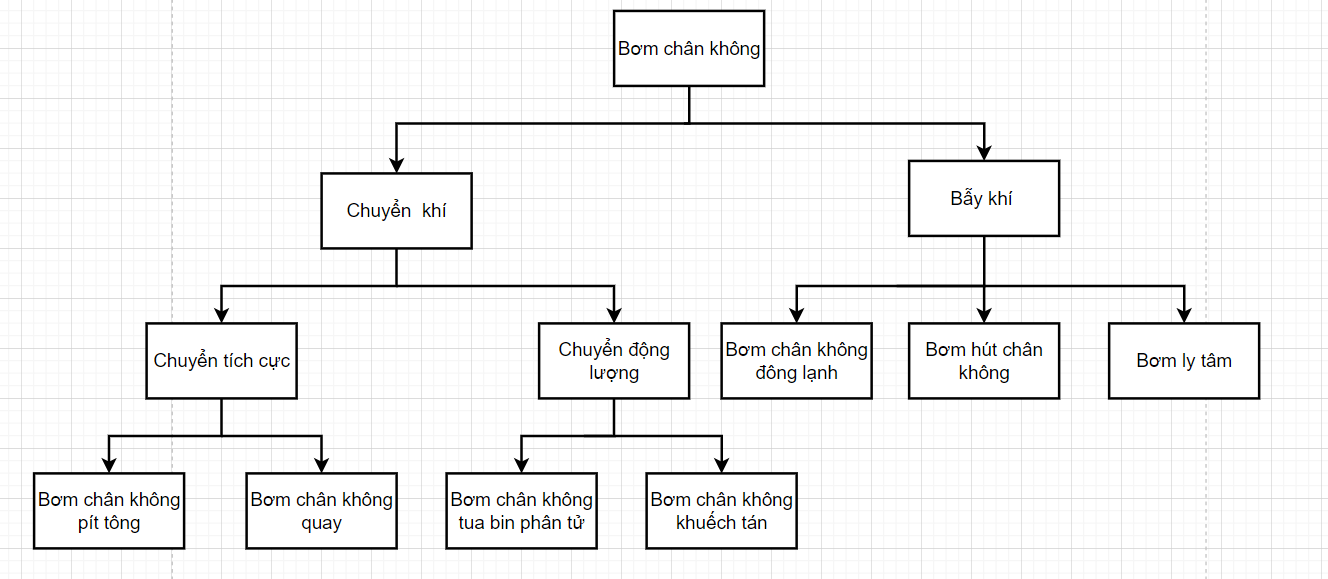 Bơm chân không
Chuyển khí
Bẫy khí
Chuyển tích cực
Chuyển động
lượng
Bơm chân không
đông lạnh
Bơm hút chân
không
Bơm ly tâm
Bơm chân không
pít tông
Bơm chân không
quay
Bơm chân không
tua bin phân tử
Bơm chân không
khuếch tán